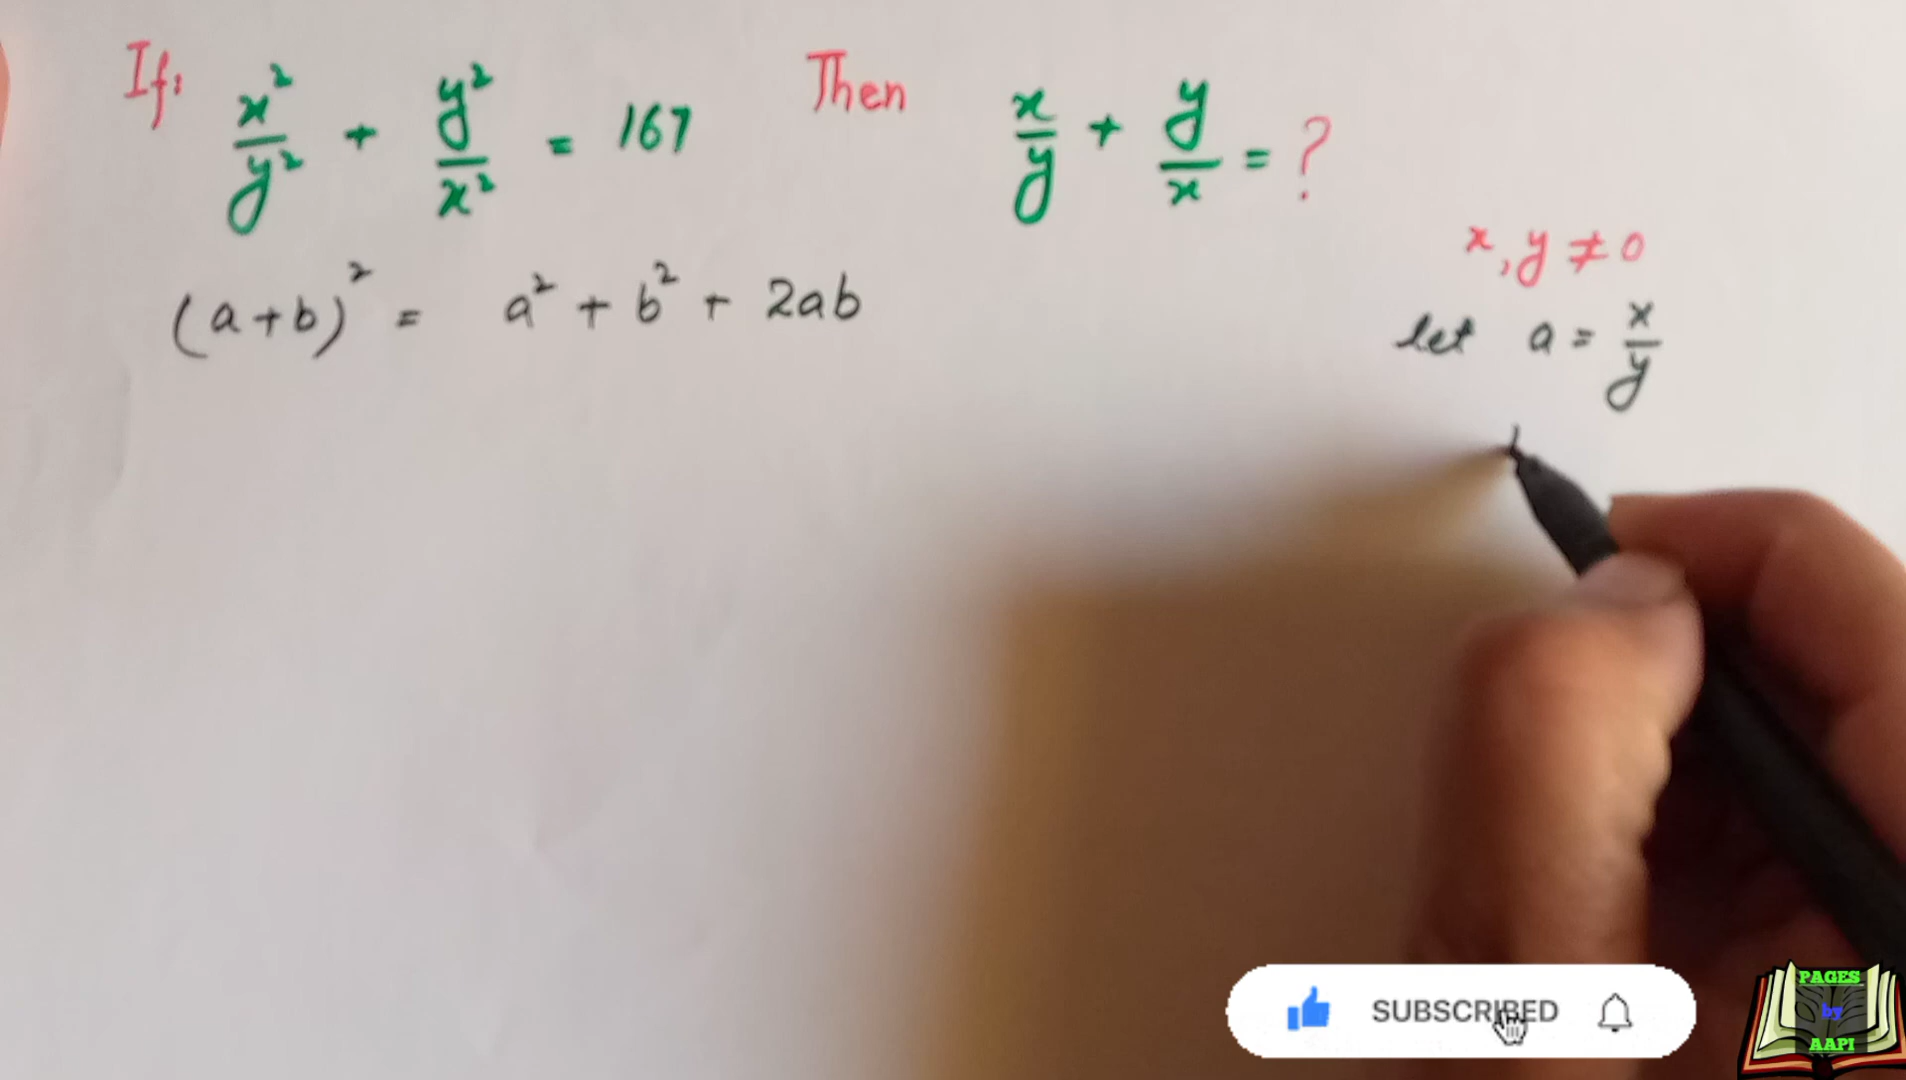 If: x²/y² + y²/x² = 167 Then x/y + y/x = ?
x, y ≠ 0
(a+b)² = a² + b² + 2ab
let a = x/y
SUBSCRIBED
PAGES
by
AAPI